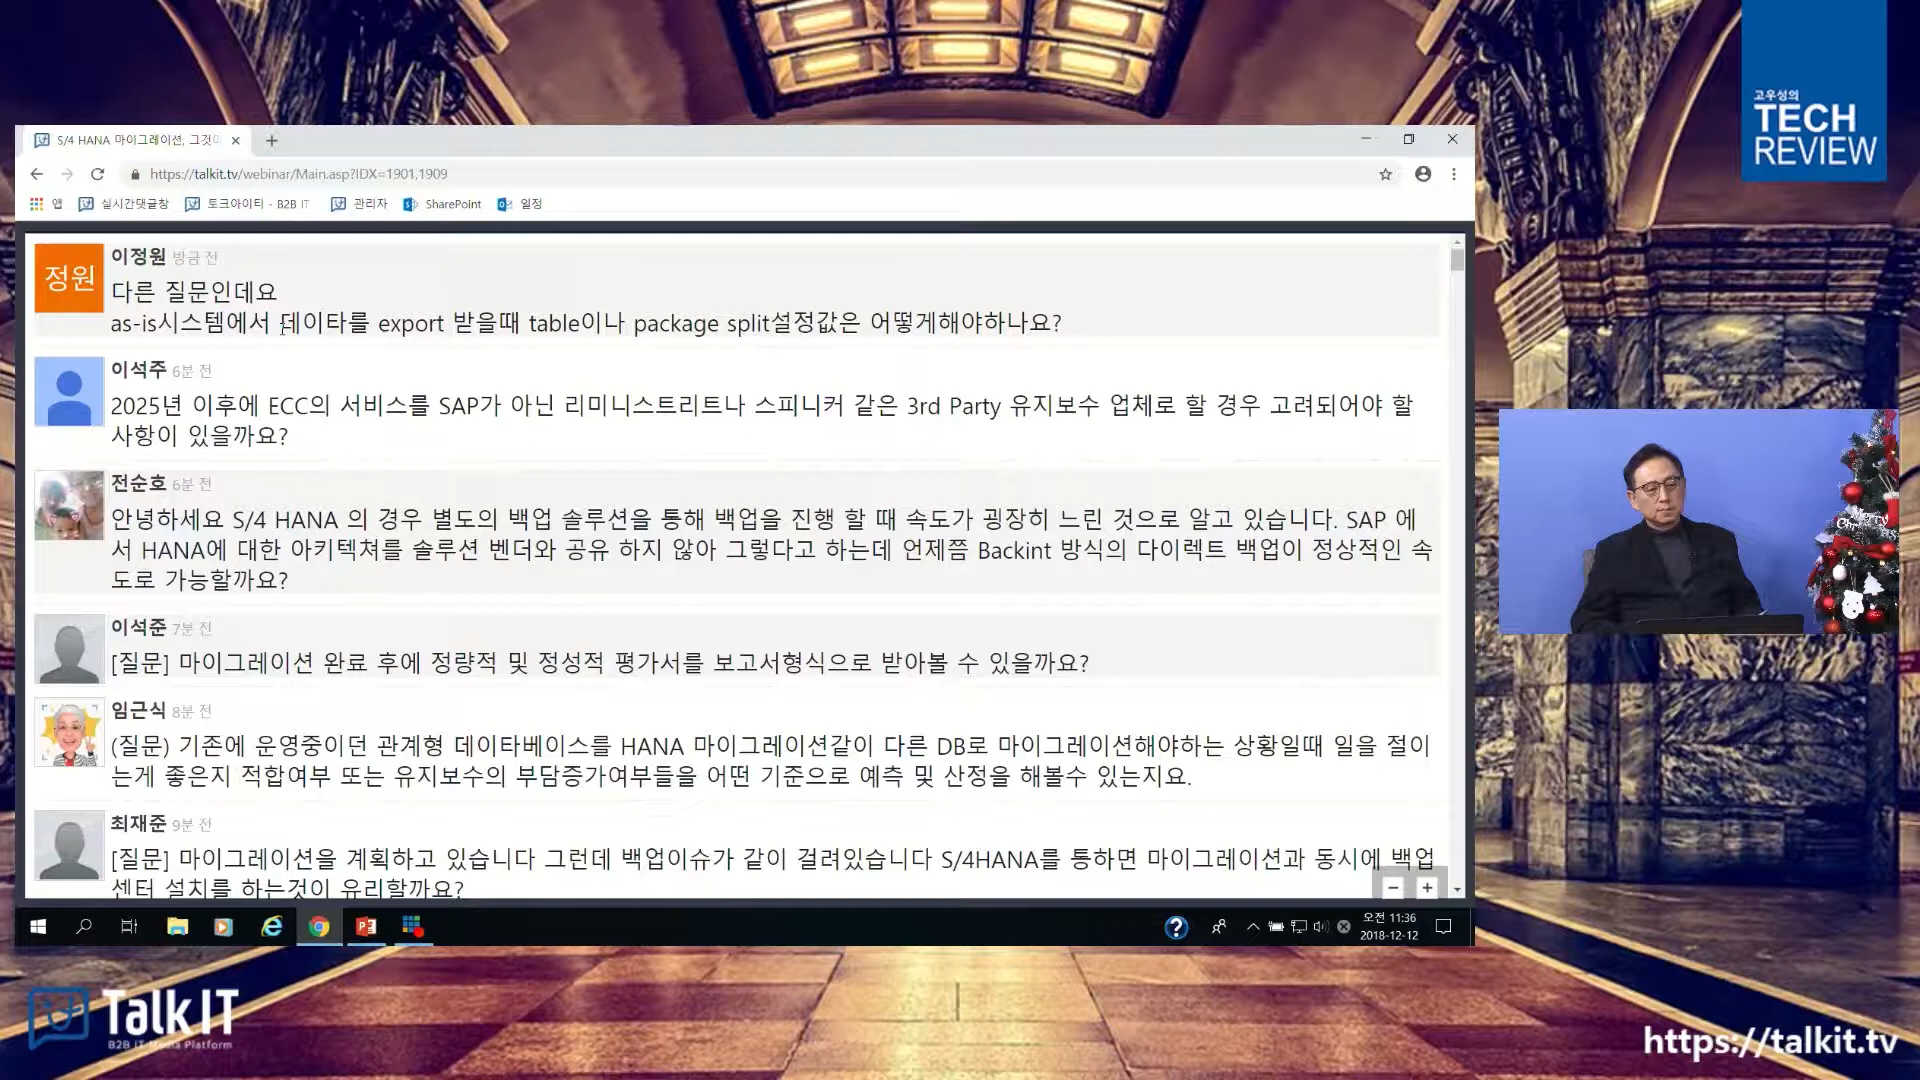 고우성의
TECH
REVIEW
S/4 HANA 마이그레이션, 그것이
https://talkit.tv/webinar/Main.asp?IDX=1901,1909
앱 실시간댓글창 토크아이티 - B2B IT 관리자 SharePoint 일정
정원
이정원 방금 전
다른 질문인데요
as-is시스템에서 데이타를 export 받을때 table이나 package split설정값은 어떻게해야하나요?
이석주 6분 전
2025년 이후에 ECC의 서비스를 SAP가 아닌 리미니스트리트나 스피니커 같은 3rd Party 유지보수 업체로 할 경우 고려되어야 할
사항이 있을까요?
전순호 6분 전
안녕하세요 S/4 HANA 의 경우 별도의 백업 솔루션을 통해 백업을 진행 할 때 속도가 굉장히 느린 것으로 알고 있습니다. SAP 에
서 HANA에 대한 아키텍쳐를 솔루션 벤더와 공유 하지 않아 그렇다고 하는데 언제쯤 Backint 방식의 다이렉트 백업이 정상적인 속
도로 가능할까요?
이석준 7분 전
[질문] 마이그레이션 완료 후에 정량적 및 정성적 평가서를 보고서형식으로 받아볼 수 있을까요?
임근식 8분 전
(질문) 기존에 운영중이던 관계형 데이타베이스를 HANA 마이그레이션같이 다른 DB로 마이그레이션해야하는 상황일때 일을 절이
는게 좋은지 적합여부 또는 유지보수의 부담증가여부들을 어떤 기준으로 예측 및 산정을 해볼수 있는지요.
최재준 9분 전
[질문] 마이그레이션을 계획하고 있습니다 그런데 백업이슈가 같이 걸려있습니다 S/4HANA를 통하면 마이그레이션과 동시에 백업
센터 설치를 하는것이 유리할까요?
오전 11:36
2018-12-12
Merry
Talk IT
B2B IT Media Platform
https://talkit.tv